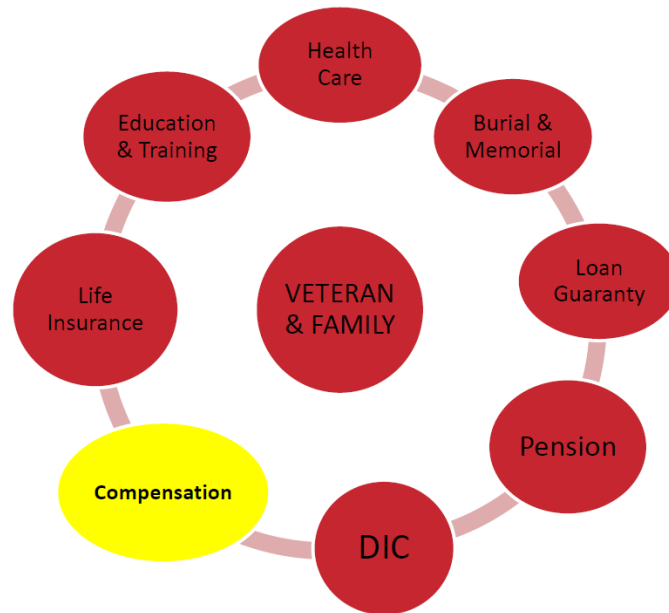 Health
Care
Burial &
Memorial
Loan
Guaranty
Pension
DIC
Compensation
Life
Insurance
Education
& Training
VETERAN
& FAMILY